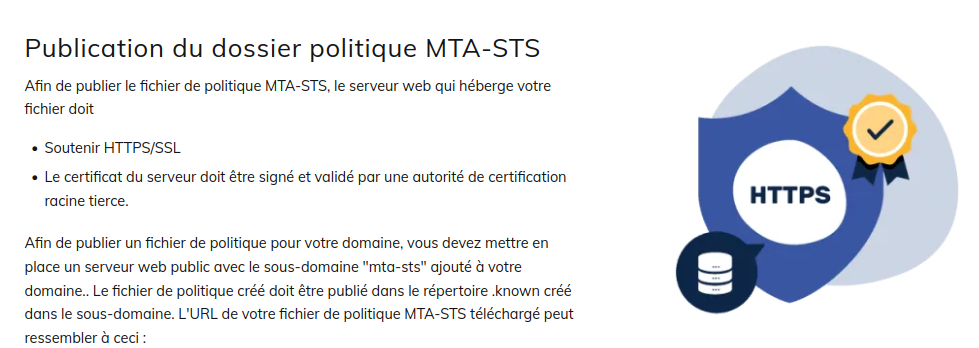 Publication du dossier politique MTA-STS
Afin de publier le fichier de politique MTA-STS, le serveur web qui héberge votre
fichier doit
• Soutenir HTTPS/SSL
• Le certificat du serveur doit être signé et validé par une autorité de certification
racine tierce.
Afin de publier un fichier de politique pour votre domaine, vous devez mettre en
place un serveur web public avec le sous-domaine "mta-sts" ajouté à votre
domaine.. Le fichier de politique créé doit être publié dans le répertoire .known créé
dans le sous-domaine. L'URL de votre fichier de politique MTA-STS téléchargé peut
ressembler à ceci :
HTTPS